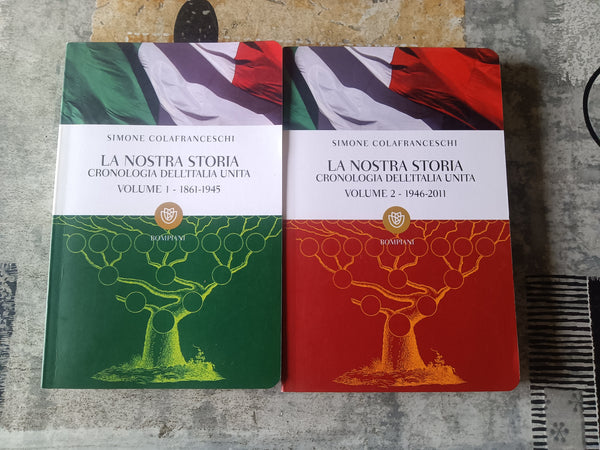 SIMONE COLAFRANCESCHI
LA NOSTRA STORIA
CRONOLOGIA DELL'ITALIA UNITA
VOLUME 1 - 1861-1945
BOMPIANI
SIMONE COLAFRANCESCHI
LA NOSTRA STORIA
CRONOLOGIA DELL'ITALIA UNITA
VOLUME 2 - 1946-2011
BOMPIANI